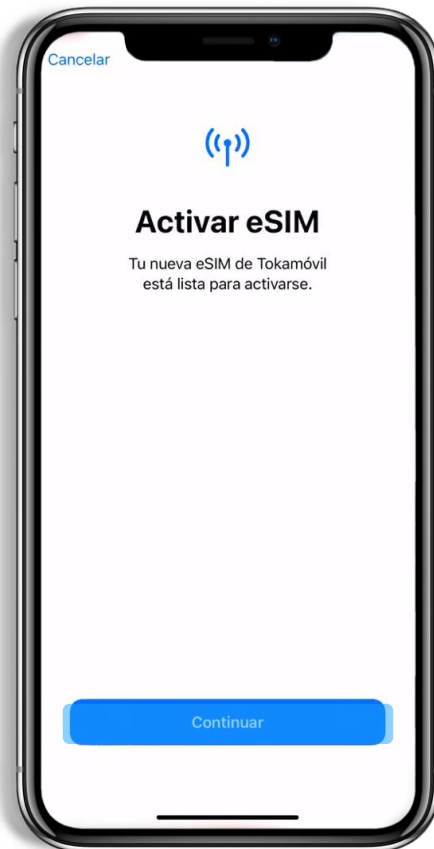 Cancelar
Activar eSIM
Tu nueva eSIM de Tokamóvil
está lista para activarse.
Continuar